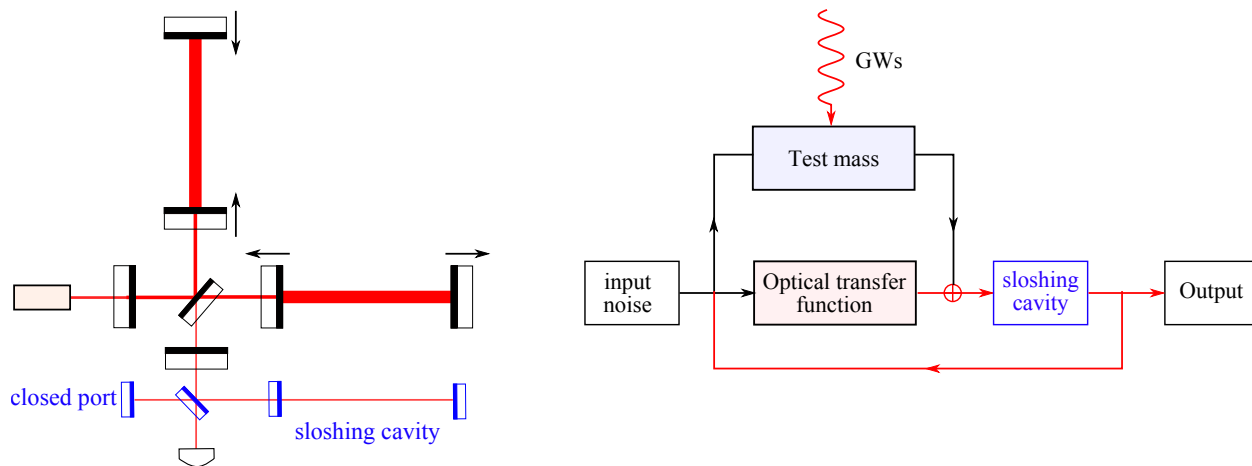 closed port
sloshing cavity
GWs
Test mass
input
noise
Optical transfer
function
sloshing
cavity
Output